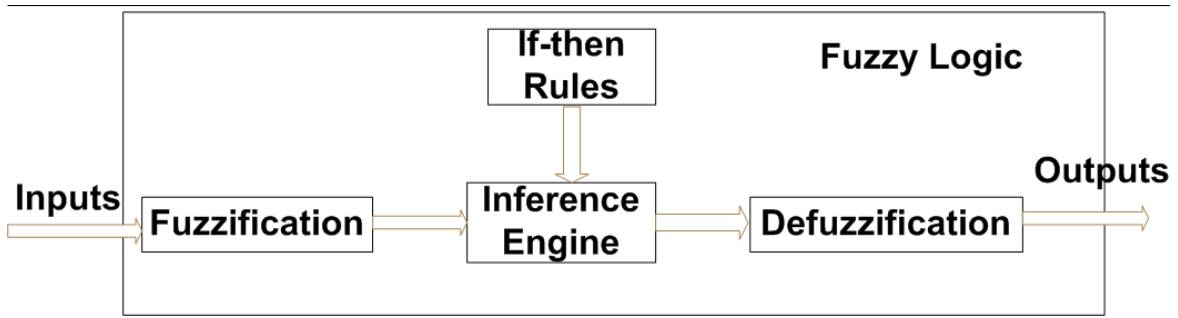 If-then
Rules
Fuzzy Logic
Inputs
Fuzzification
Inference
Engine
Defuzzification
Outputs